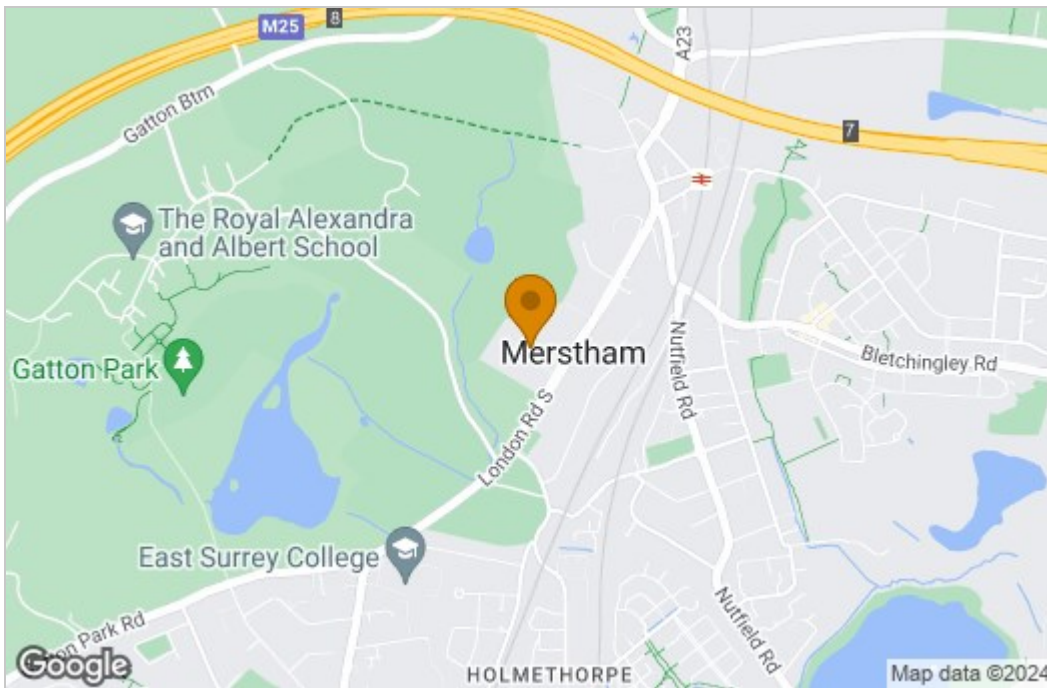 M25
8
A23
Gatton Btm
7
The Royal Alexandra
and Albert School
Gatton Park
Merstham
Nutfield Rd
Bletchingley Rd
London Rd S
East Surrey College
Gatton Park Rd
Nutfield Rd
HOLMETHORPE
Google
Map data ©2024